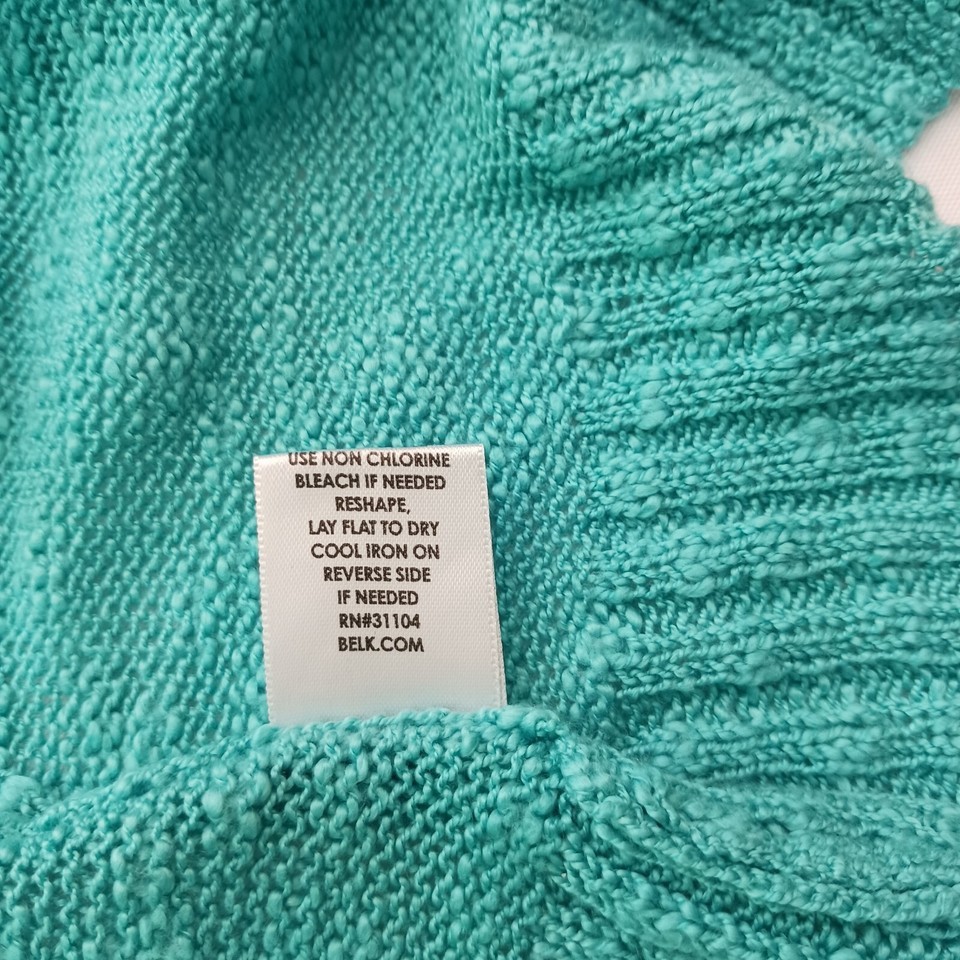 USE NON CHLORINE
BLEACH IF NEEDED
RESHAPE,
LAY FLAT TO DRY
COOL IRON ON
REVERSE SIDE
IF NEEDED
RN#31104
BELK.COM